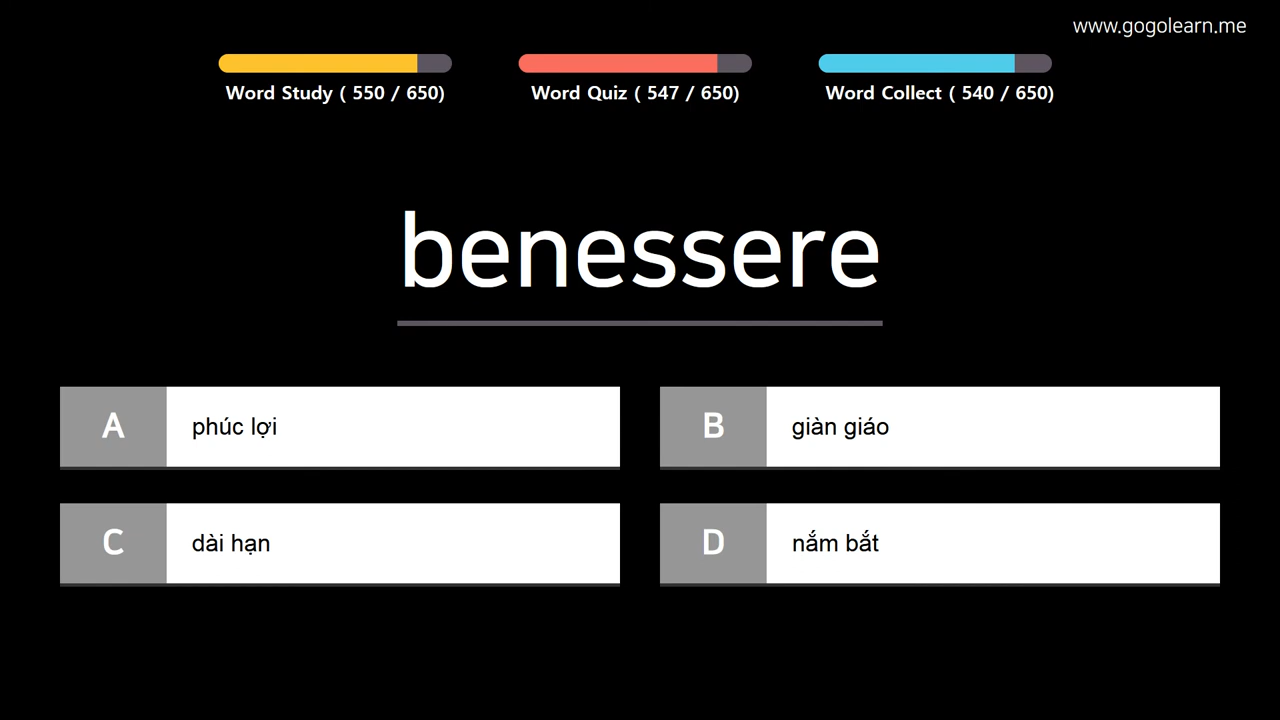 www.gogolearn.me
Word Study ( 550 / 650)
Word Quiz ( 547 / 650)
Word Collect ( 540 / 650)
benessere
A phúc lợi
B giàn giáo
C dài hạn
D nắm bắt